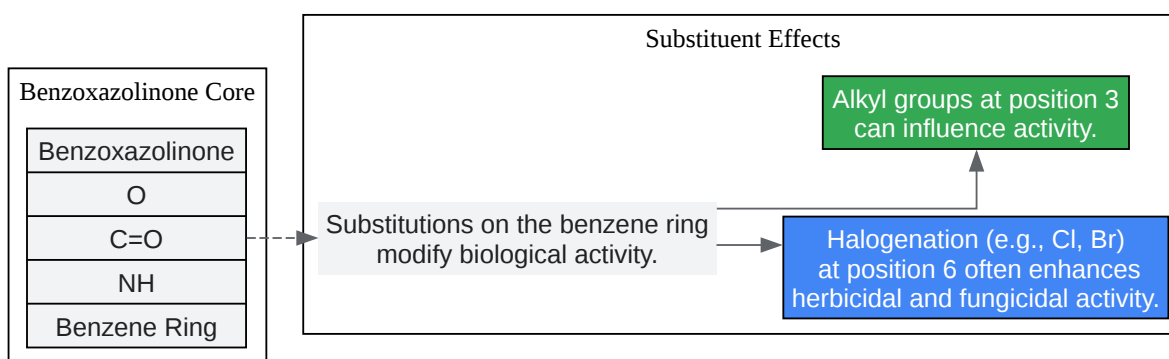 Benzoxazolinone Core
Benzoxazolinone
O
C=O
NH
Benzene Ring
Substituent Effects
Substitutions on the benzene ring
modify biological activity.
Alkyl groups at position 3
can influence activity.
Halogenation (e.g., Cl, Br)
at position 6 often enhances
herbicidal and fungicidal activity.